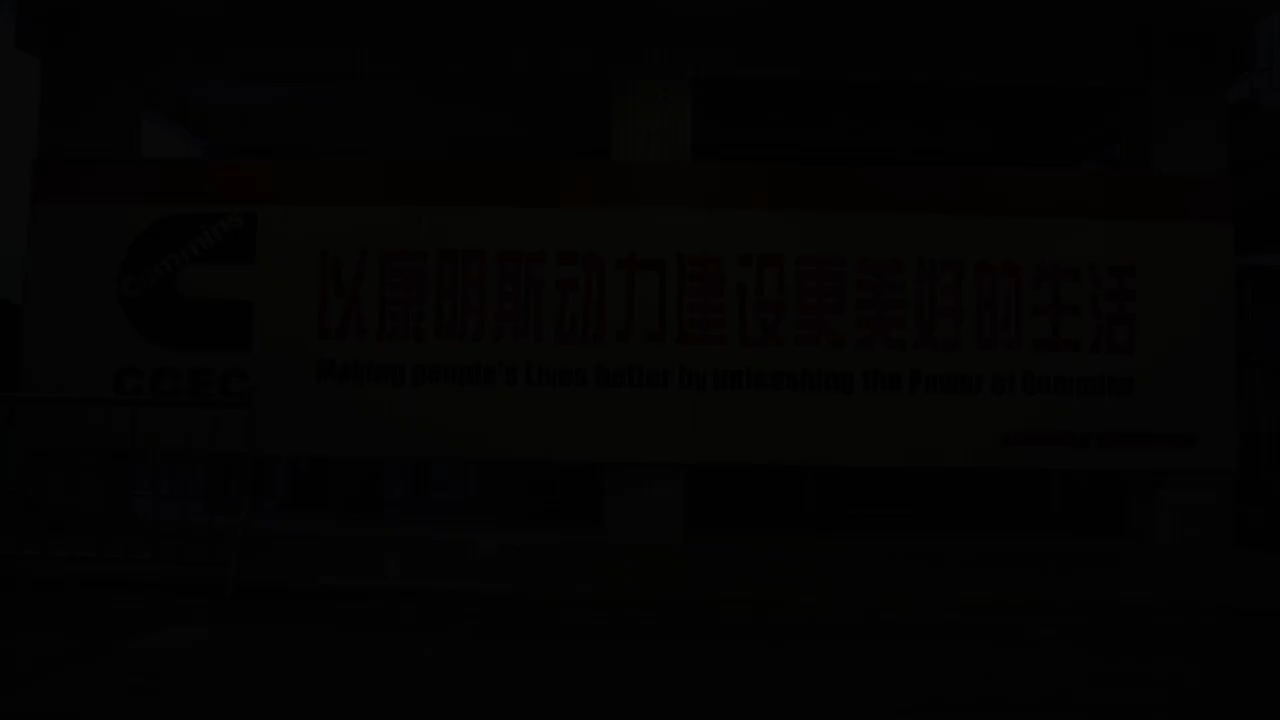 Cummins
CCEC
以康明斯动力建设更美好的生活
Making people's Lives better by unleashing the Power of Cummins